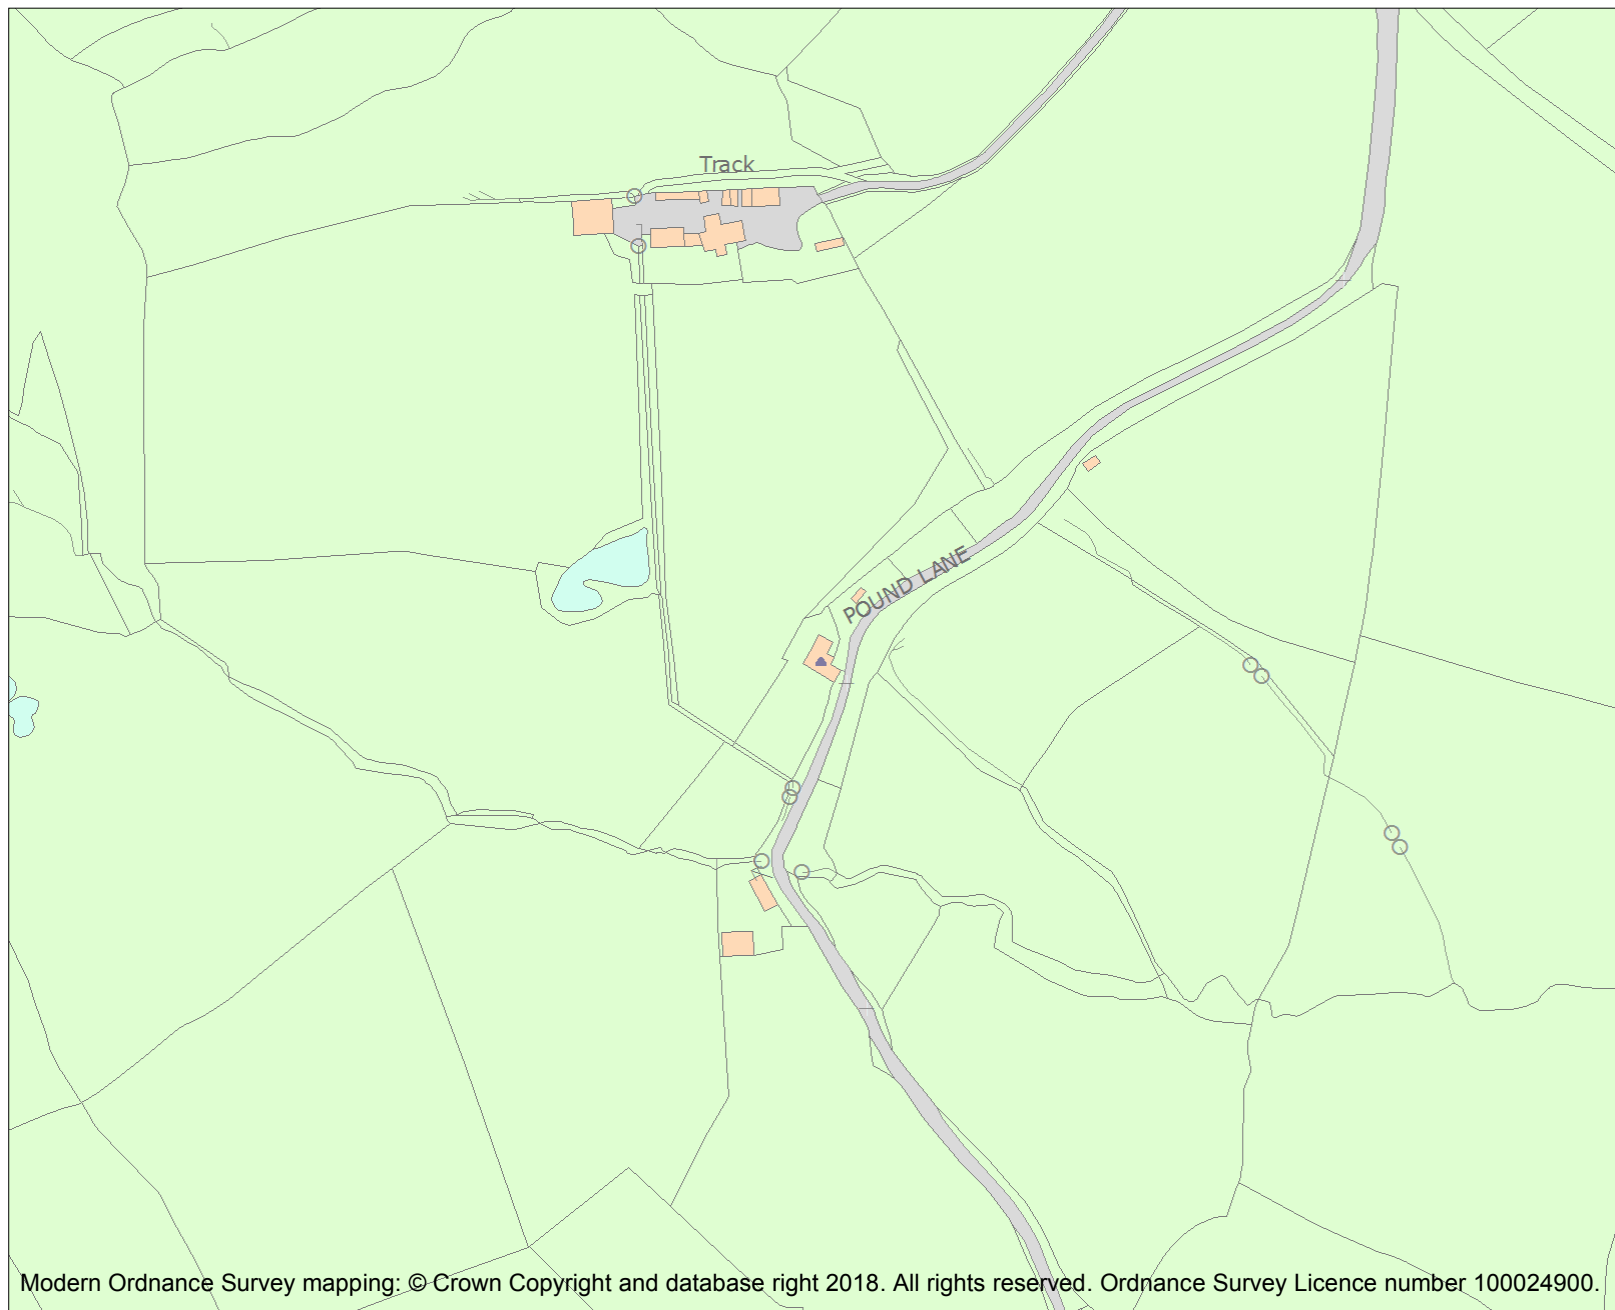 Track
POUND LANE
Modern Ordnance Survey mapping: © Crown Copyright and database right 2018. All rights reserved. Ordnance Survey Licence number 100024900.